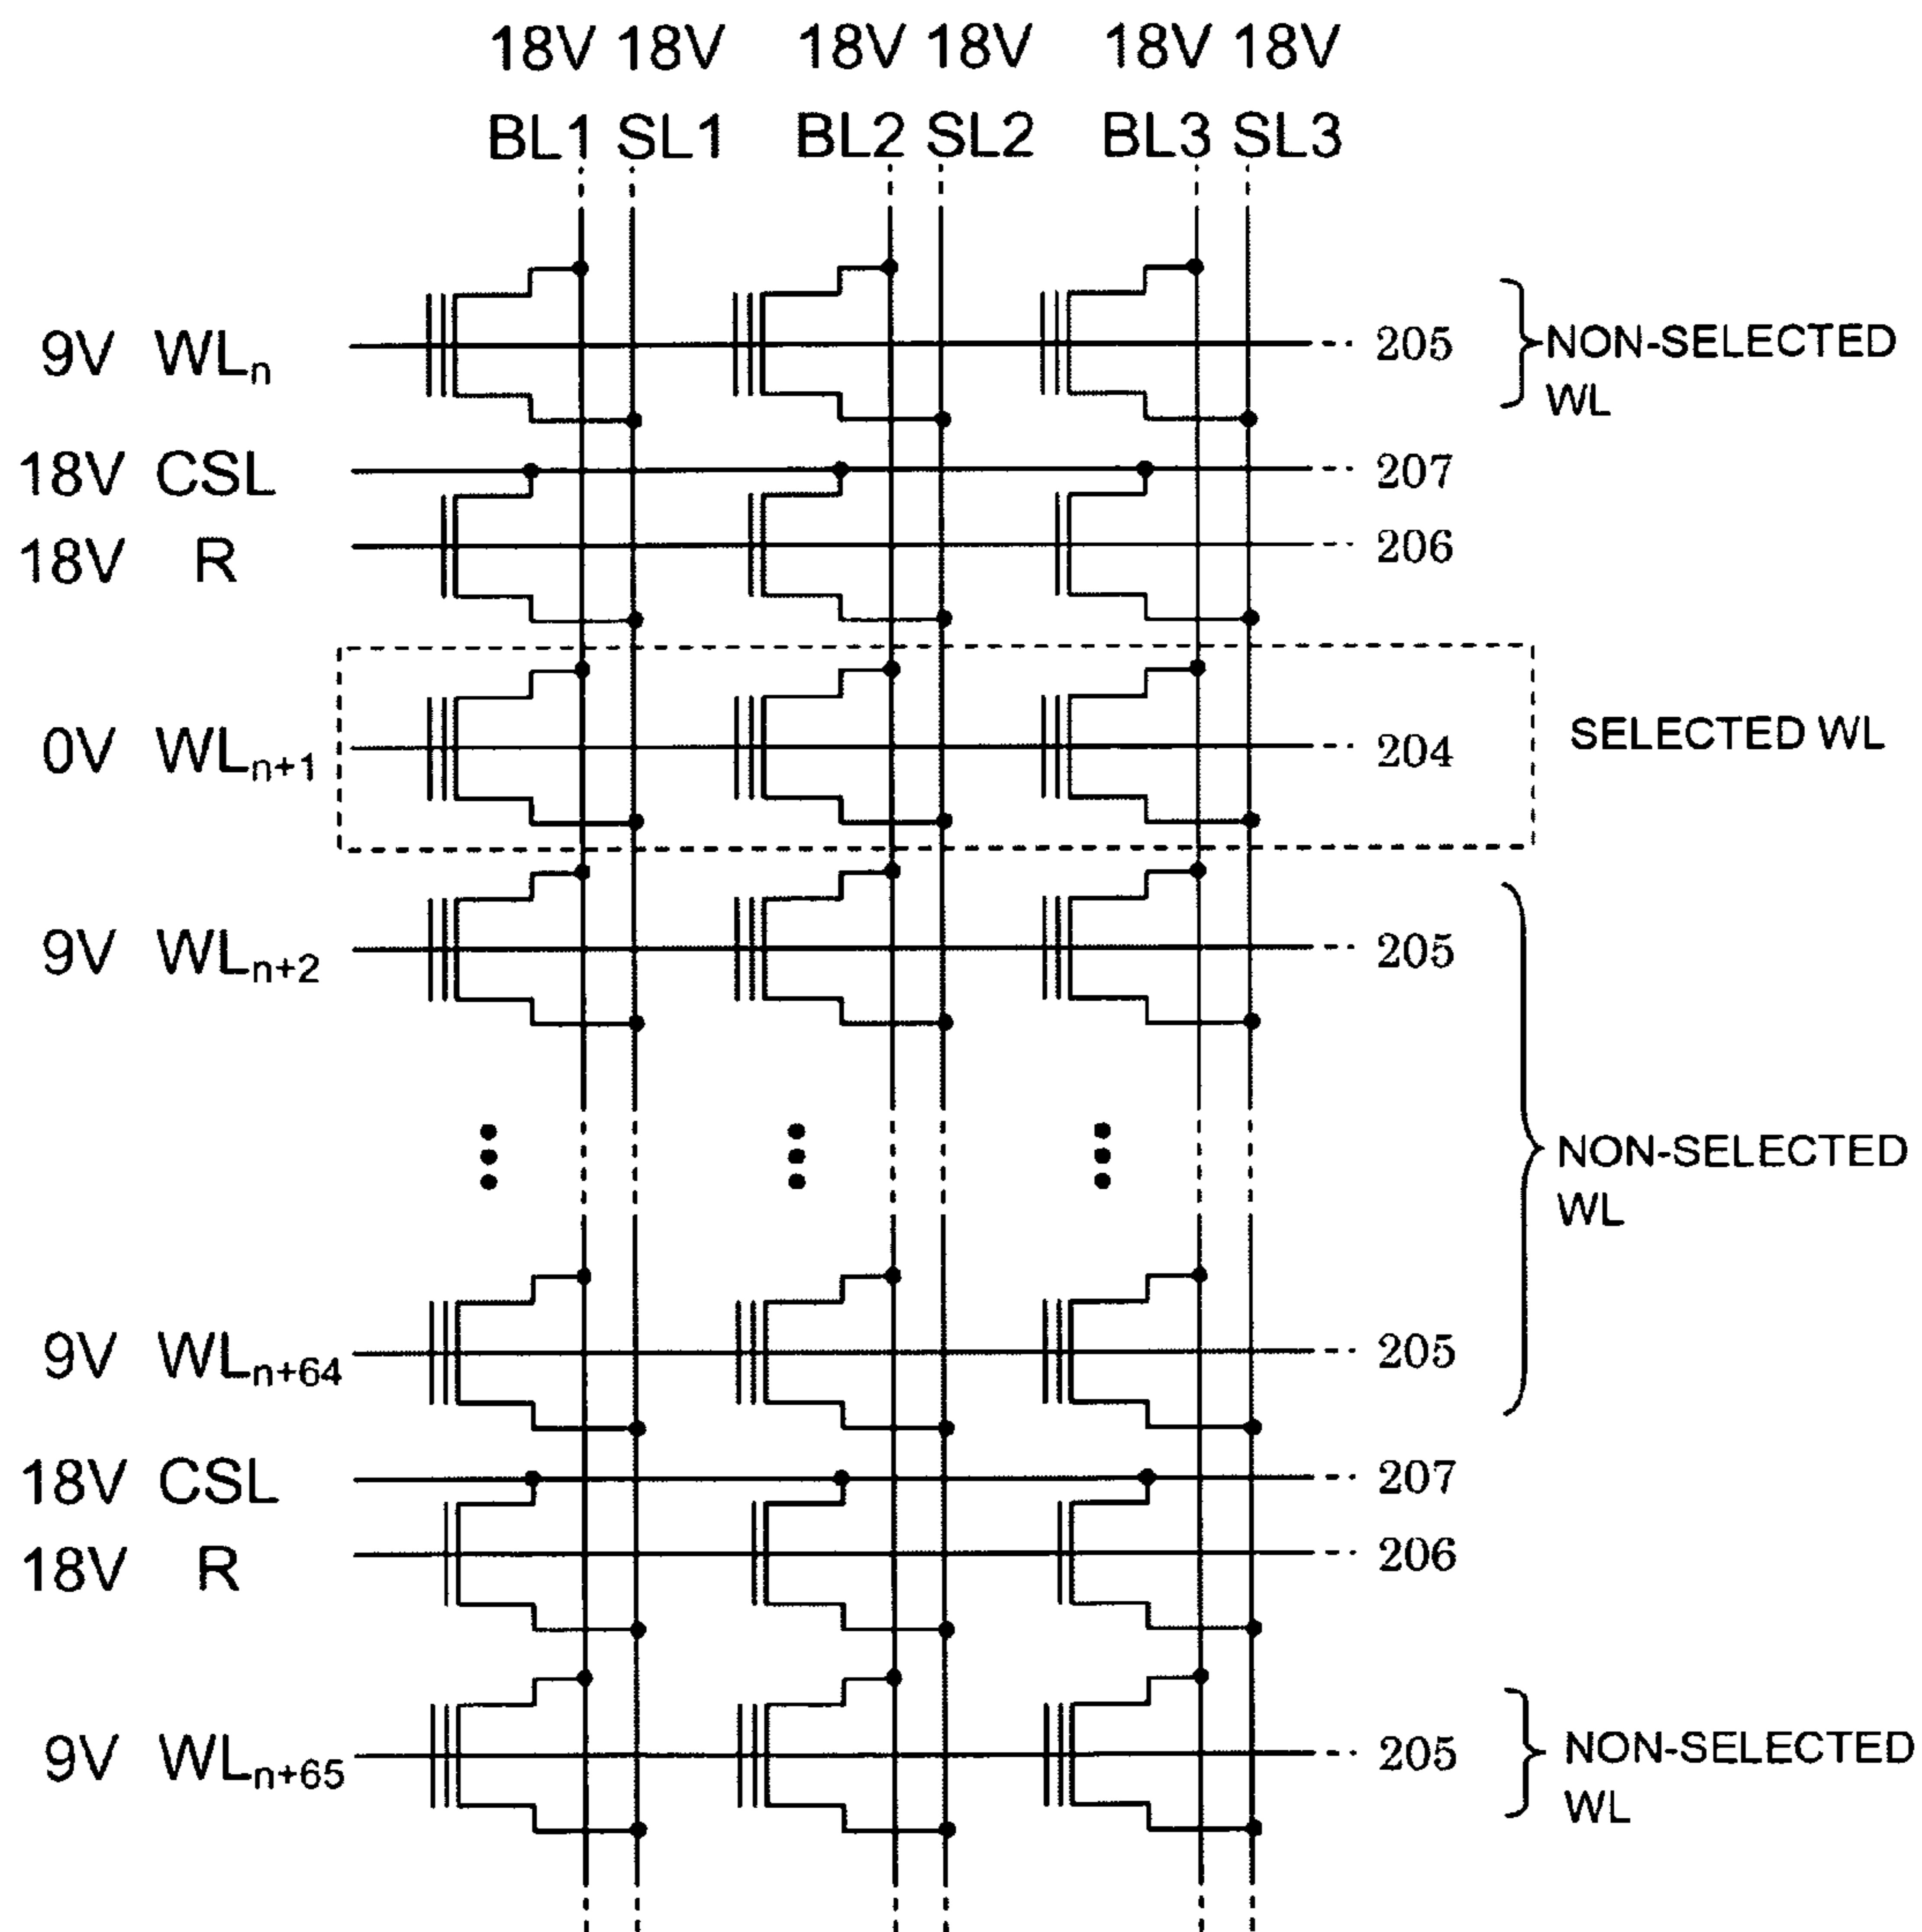 18V 18V 18V 18V 18V 18V
BL1 SL1 BL2 SL2 BL3 SL3
9V WLn 205 NON-SELECTED
WL
18V CSL 207
18V R 206
0V WLn+1 204 SELECTED WL
9V WLn+2 205
NON-SELECTED
WL
9V WLn+64 205
18V CSL 207
18V R 206
9V WLn+65 205 NON-SELECTED
WL